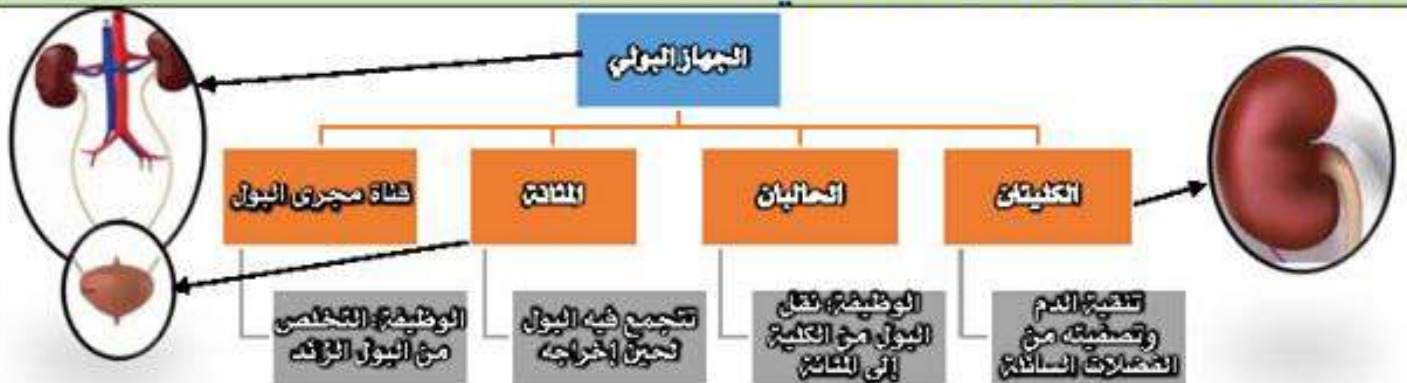 الجهاز البولي
الكليتان
الحالبان
المثانة
قناة مجرى البول
تنقية الدم
وتصفيته من
الفضلات السائلة
الوظيفة: نقل
البول من الكلية
إلى المثانة
تتجمع فيه البول
لحين إخراجه
الوظيفة: التخلص
من البول الزائد